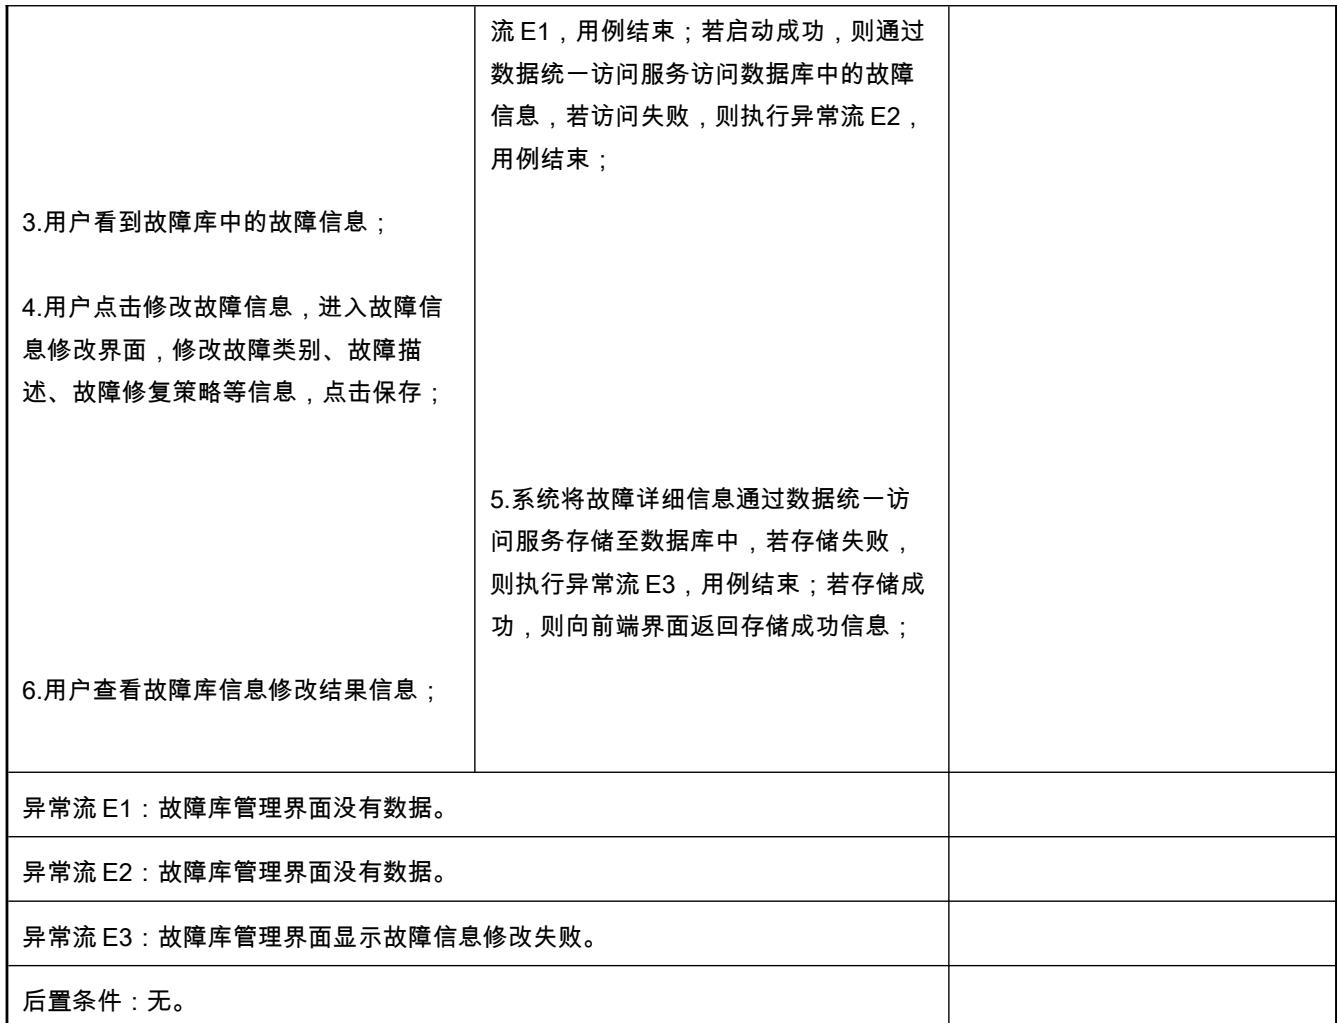 流 E1，用例结束；若启动成功，则通过
数据统一访问服务访问数据库中的故障
信息，若访问失败，则执行异常流 E2，
用例结束；
3.用户看到故障库中的故障信息；
4.用户点击修改故障信息，进入故障信
息修改界面，修改故障类别、故障描
述、故障修复策略等信息，点击保存；
5.系统将故障详细信息通过数据统一访
问服务存储至数据库中，若存储失败，
则执行异常流 E3，用例结束；若存储成
功，则向前端界面返回存储成功信息；
6.用户查看故障库信息修改结果信息；
异常流 E1：故障库管理界面没有数据。
异常流 E2：故障库管理界面没有数据。
异常流 E3：故障库管理界面显示故障信息修改失败。
后置条件：无。